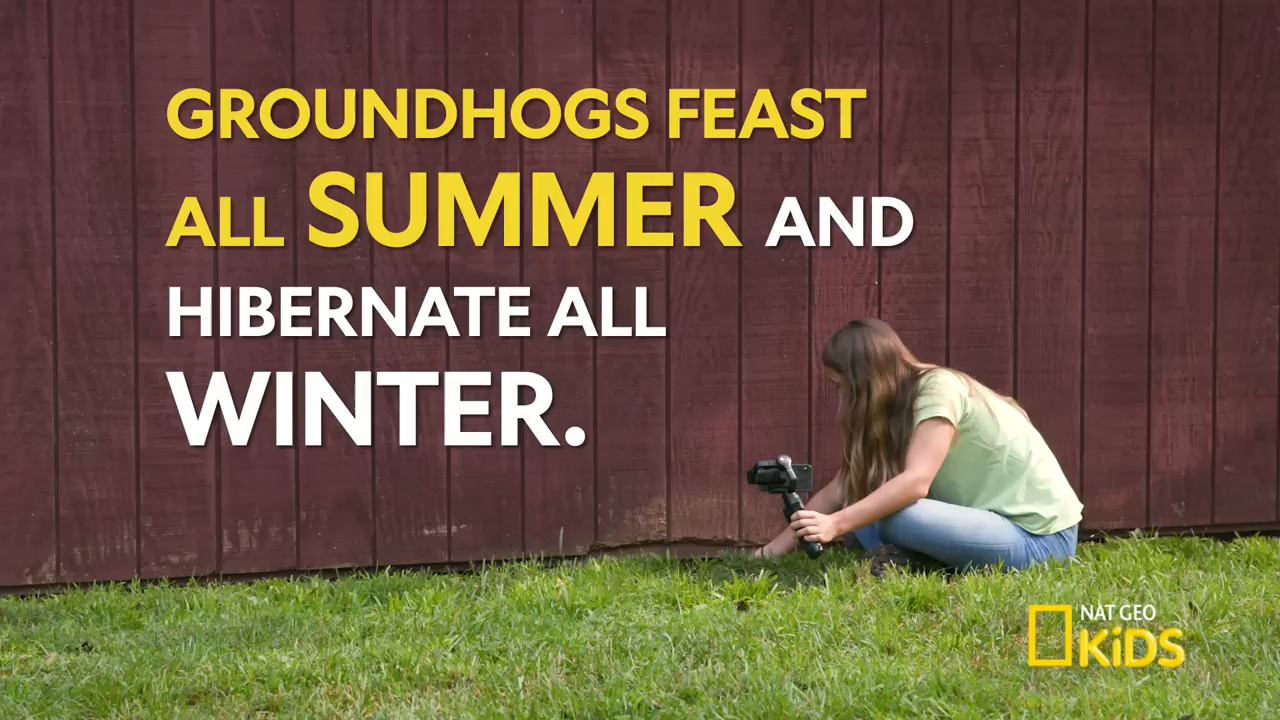 GROUNDHOGS FEAST
ALL SUMMER AND
HIBERNATE ALL
WINTER.
NAT GEO
KiDS